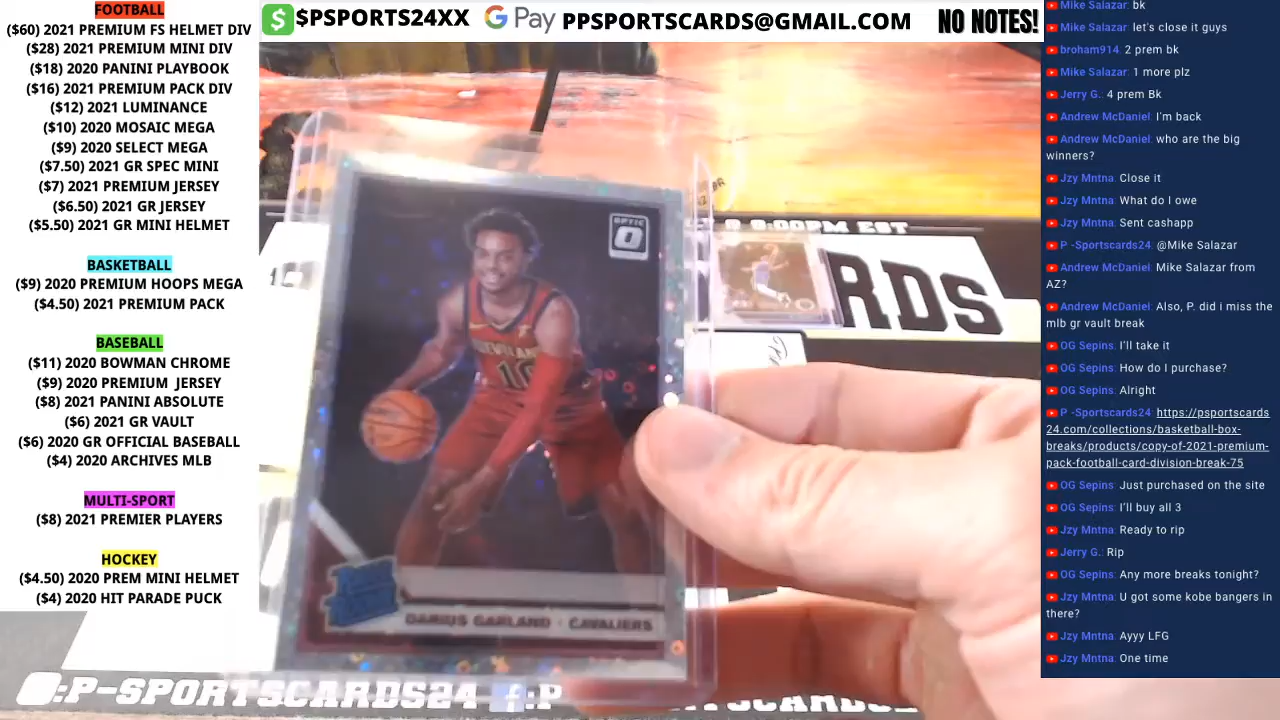 FOOTBALL
($60) 2021 PREMIUM FS HELMET DIV
($28) 2021 PREMIUM MINI DIV
($18) 2020 PANINI PLAYBOOK
($16) 2021 PREMIUM PACK DIV
($12) 2021 LUMINANCE
($10) 2020 MOSAIC MEGA
($9) 2020 SELECT MEGA
($7.50) 2021 GR SPEC MINI
($7) 2021 PREMIUM JERSEY
($6.50) 2021 GR JERSEY
($5.50) 2021 GR MINI HELMET
BASKETBALL
($9) 2020 PREMIUM HOOPS MEGA
($4.50) 2021 PREMIUM PACK
BASEBALL
($11) 2020 BOWMAN CHROME
($9) 2020 PREMIUM JERSEY
($8) 2021 PANINI ABSOLUTE
($6) 2021 GR VAULT
($6) 2020 GR OFFICIAL BASEBALL
($4) 2020 ARCHIVES MLB
MULTI-SPORT
($8) 2021 PREMIER PLAYERS
HOCKEY
($4.50) 2020 PREM MINI HELMET
($4) 2020 HIT PARADE PUCK
$PSPORTS24XX G Pay PPSPORTSCARDS@GMAIL.COM NO NOTES!
OPTIC
RDS
10
DARIUS GARLAND - CAVALIERS
:P-SPORTSCARDS24 f:P
Mike Salazar: bk
Mike Salazar: let's close it guys
broham914: 2 prem bk
Mike Salazar: 1 more plz
Jerry G.: 4 prem Bk
Andrew McDaniel: I'm back
Andrew McDaniel: who are the big
winners?
Jzy Mntna: Close it
Jzy Mntna: What do I owe
Jzy Mntna: Sent cashapp
P -Sportscards24: @Mike Salazar
Andrew McDaniel: Mike Salazar from
AZ?
Andrew McDaniel: Also, P. did i miss the
mlb gr vault break
OG Sepins: I'll take it
OG Sepins: How do I purchase?
OG Sepins: Alright
P -Sportscards24: https://psportscards
24.com/collections/basketball-box-
breaks/products/copy-of-2021-premium-
pack-football-card-division-break-75
OG Sepins: Just purchased on the site
OG Sepins: I'll buy all 3
Jzy Mntna: Ready to rip
Jerry G.: Rip
OG Sepins: Any more breaks tonight?
Jzy Mntna: U got some kobe bangers in
there?
Jzy Mntna: Ayyy LFG
Jzy Mntna: One time